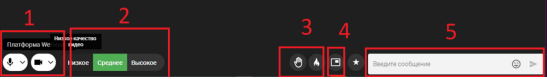 1
2
3
4
5
Низкое качество
видео
Платформа We
Низкое
Среднее
Высокое
Введите сообщение